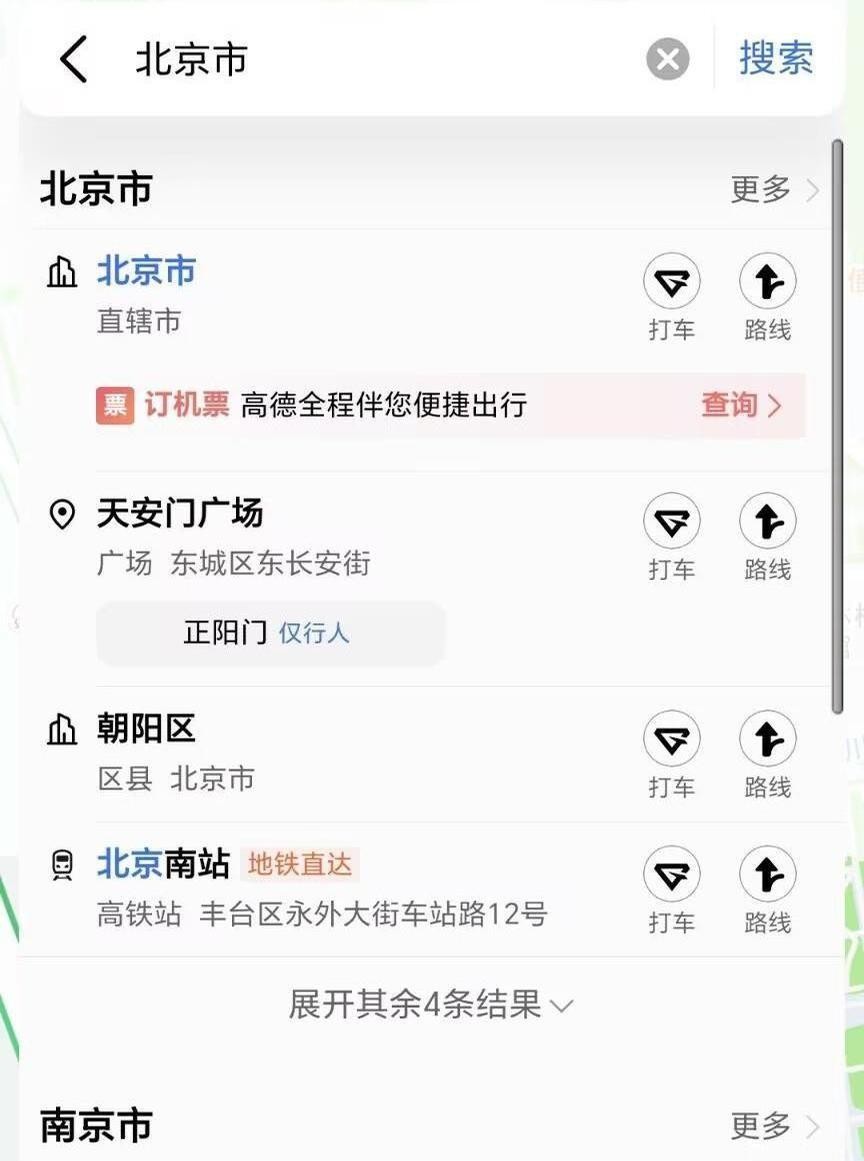 北京市
搜索
北京市
更多
北京市
直辖市
打车
路线
票 订机票 高德全程伴您便捷出行 查询
天安门广场
广场 东城区东长安街
打车
路线
正阳门 仅行人
朝阳区
区县 北京市
打车
路线
北京南站 地铁直达
高铁站 丰台区永外大街车站路12号
打车
路线
展开其余4条结果
南京市
更多